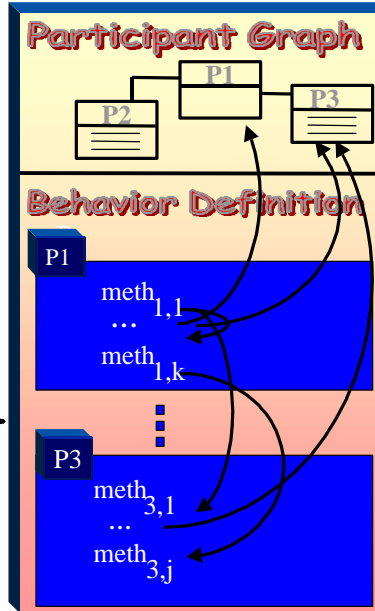 Participant Graph
P1
P2
P3
Behavior Definition
P1
meth1,1
...
meth1,k
P3
meth3,1
...
meth3,j